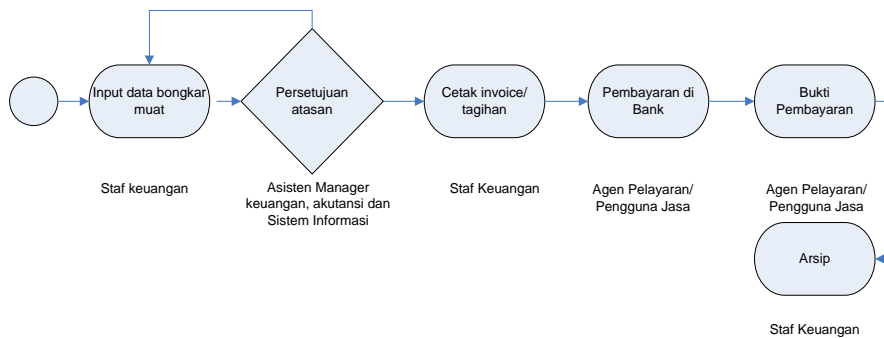 Input data bongkar
muat
Persetujuan
atasan
Cetak invoice/
tagihan
Pembayaran di
Bank
Bukti
Pembayaran
Staf keuangan
Asisten Manager
keuangan, akutansi dan
Sistem Informasi
Staf Keuangan
Agen Pelayaran/
Pengguna Jasa
Agen Pelayaran/
Pengguna Jasa
Arsip
Staf Keuangan